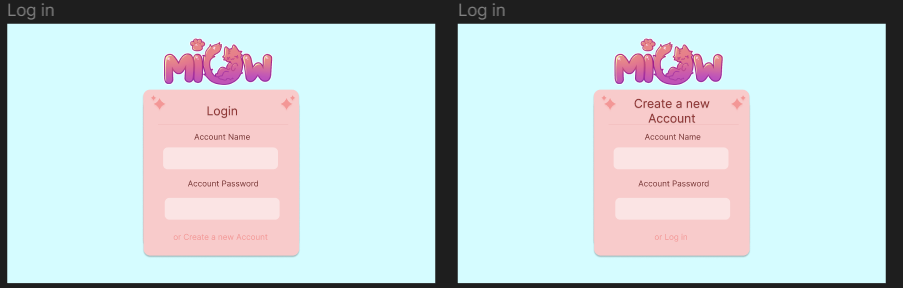 Log in
MiOW
Login
Account Name
Account Password
or Create a new Account
Log in
MiOW
Create a new
Account
Account Name
Account Password
or Log in